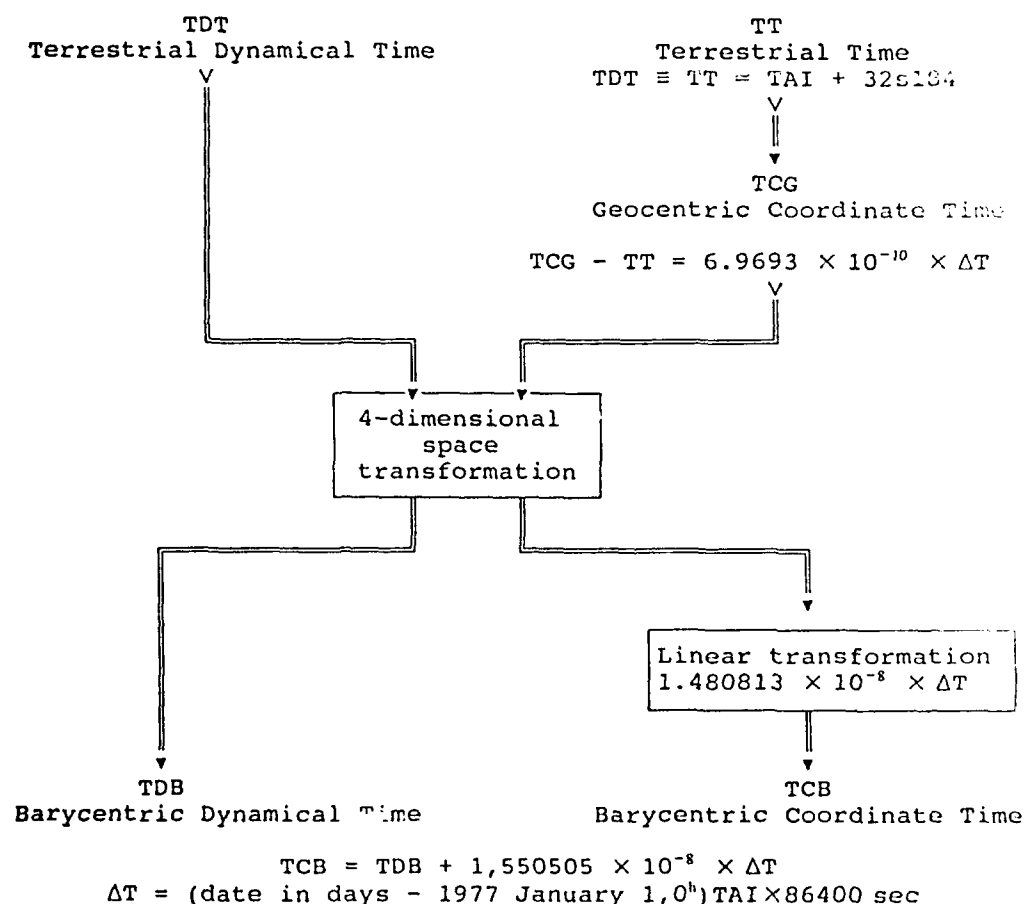 TDT
Terrestrial Dynamical Time
TT
Terrestrial Time
TDT ≡ TT = TAI + 32s184
TCG
Geocentric Coordinate Time
TCG - TT = 6.9693 × 10⁻¹⁰ × ΔT
4-dimensional
space
transformation
Linear transformation
1.480813 × 10⁻⁸ × ΔT
TDB
Barycentric Dynamical Time
TCB
Barycentric Coordinate Time
TCB = TDB + 1,550505 × 10⁻⁸ × ΔT
ΔT = (date in days - 1977 January 1,0ʰ)TAI×86400 sec